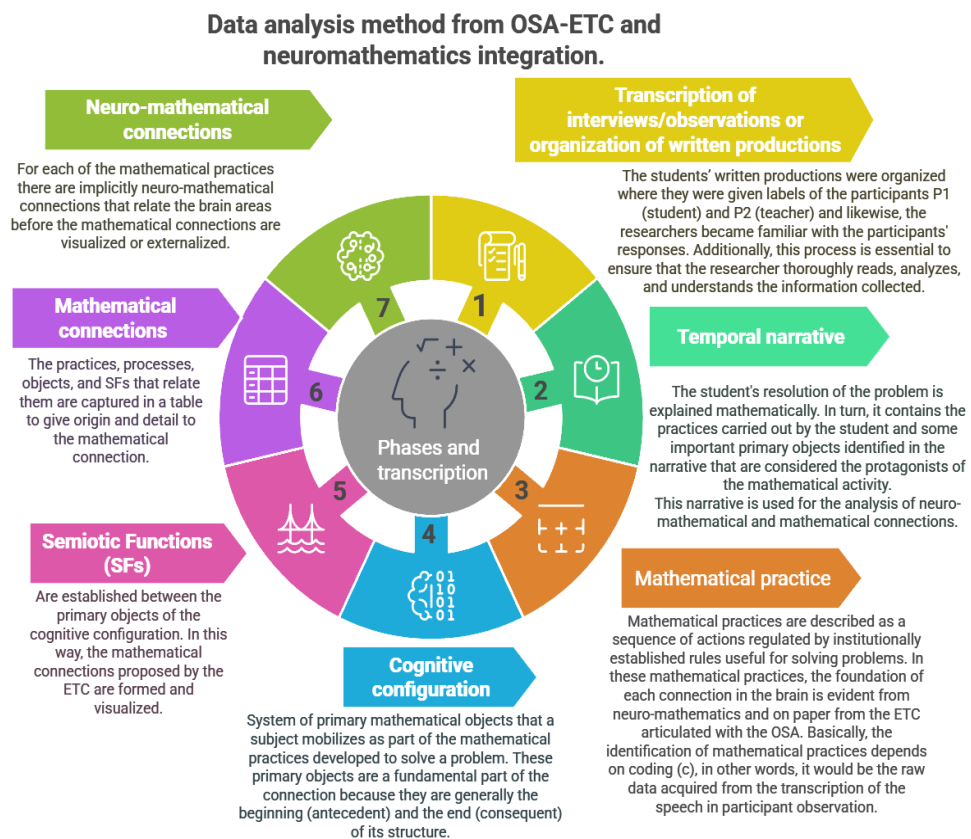 Data analysis method from OSA-ETC and
neuromathematics integration.
Transcription of
interviews/observations or
organization of written productions
The students' written productions were organized
where they were given labels of the participants P1
(student) and P2 (teacher) and likewise, the
researchers became familiar with the participants'
responses. Additionally, this process is essential to
ensure that the researcher thoroughly reads, analyzes,
and understands the information collected.
1
Temporal narrative
The student's resolution of the problem is
explained mathematically. In turn, it contains the
practices carried out by the student and some
important primary objects identified in the
narrative that are considered the protagonists of
the mathematical activity.
This narrative is used for the analysis of neuro-
mathematical and mathematical connections.
2
Mathematical practice
Mathematical practices are described as a
sequence of actions regulated by institutionally
established rules useful for solving problems. In
these mathematical practices, the foundation of
each connection in the brain is evident from
neuro-mathematics and on paper from the ETC
articulated with the OSA. Basically, the
identification of mathematical practices depends
on coding (c), in other words, it would be the raw
data acquired from the transcription of the
speech in participant observation.
3
Cognitive
configuration
System of primary mathematical objects that a
subject mobilizes as part of the mathematical
practices developed to solve a problem. These
primary objects are a fundamental part of the
connection because they are generally the
beginning (antecedent) and the end (consequent)
of its structure.
4
01
10
01
01
Semiotic Functions
(SFs)
Are established between the
primary objects of the
cognitive configuration. In this
way, the mathematical
connections proposed by the
ETC are formed and
visualized.
5
Mathematical
connections
The practices, processes,
objects, and SFs that relate
them are captured in a table
to give origin and detail to
the mathematical
connection.
6
Neuro-mathematical
connections
For each of the mathematical practices
there are implicitly neuro-mathematical
connections that relate the brain areas
before the mathematical connections are
visualized or externalized.
7
√ +
÷ ×
Phases and
transcription